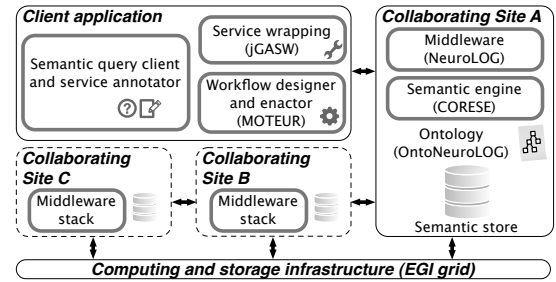 Client application
Semantic query client
and service annotator
Service wrapping
(jGASW)
Workflow designer
and enactor
(MOTEUR)
Collaborating Site A
Middleware
(NeuroLOG)
Semantic engine
(CORESE)
Ontology
(OntoNeuroLOG)
Semantic store
Collaborating
Site C
Middleware
stack
Collaborating
Site B
Middleware
stack
Computing and storage infrastructure (EGI grid)